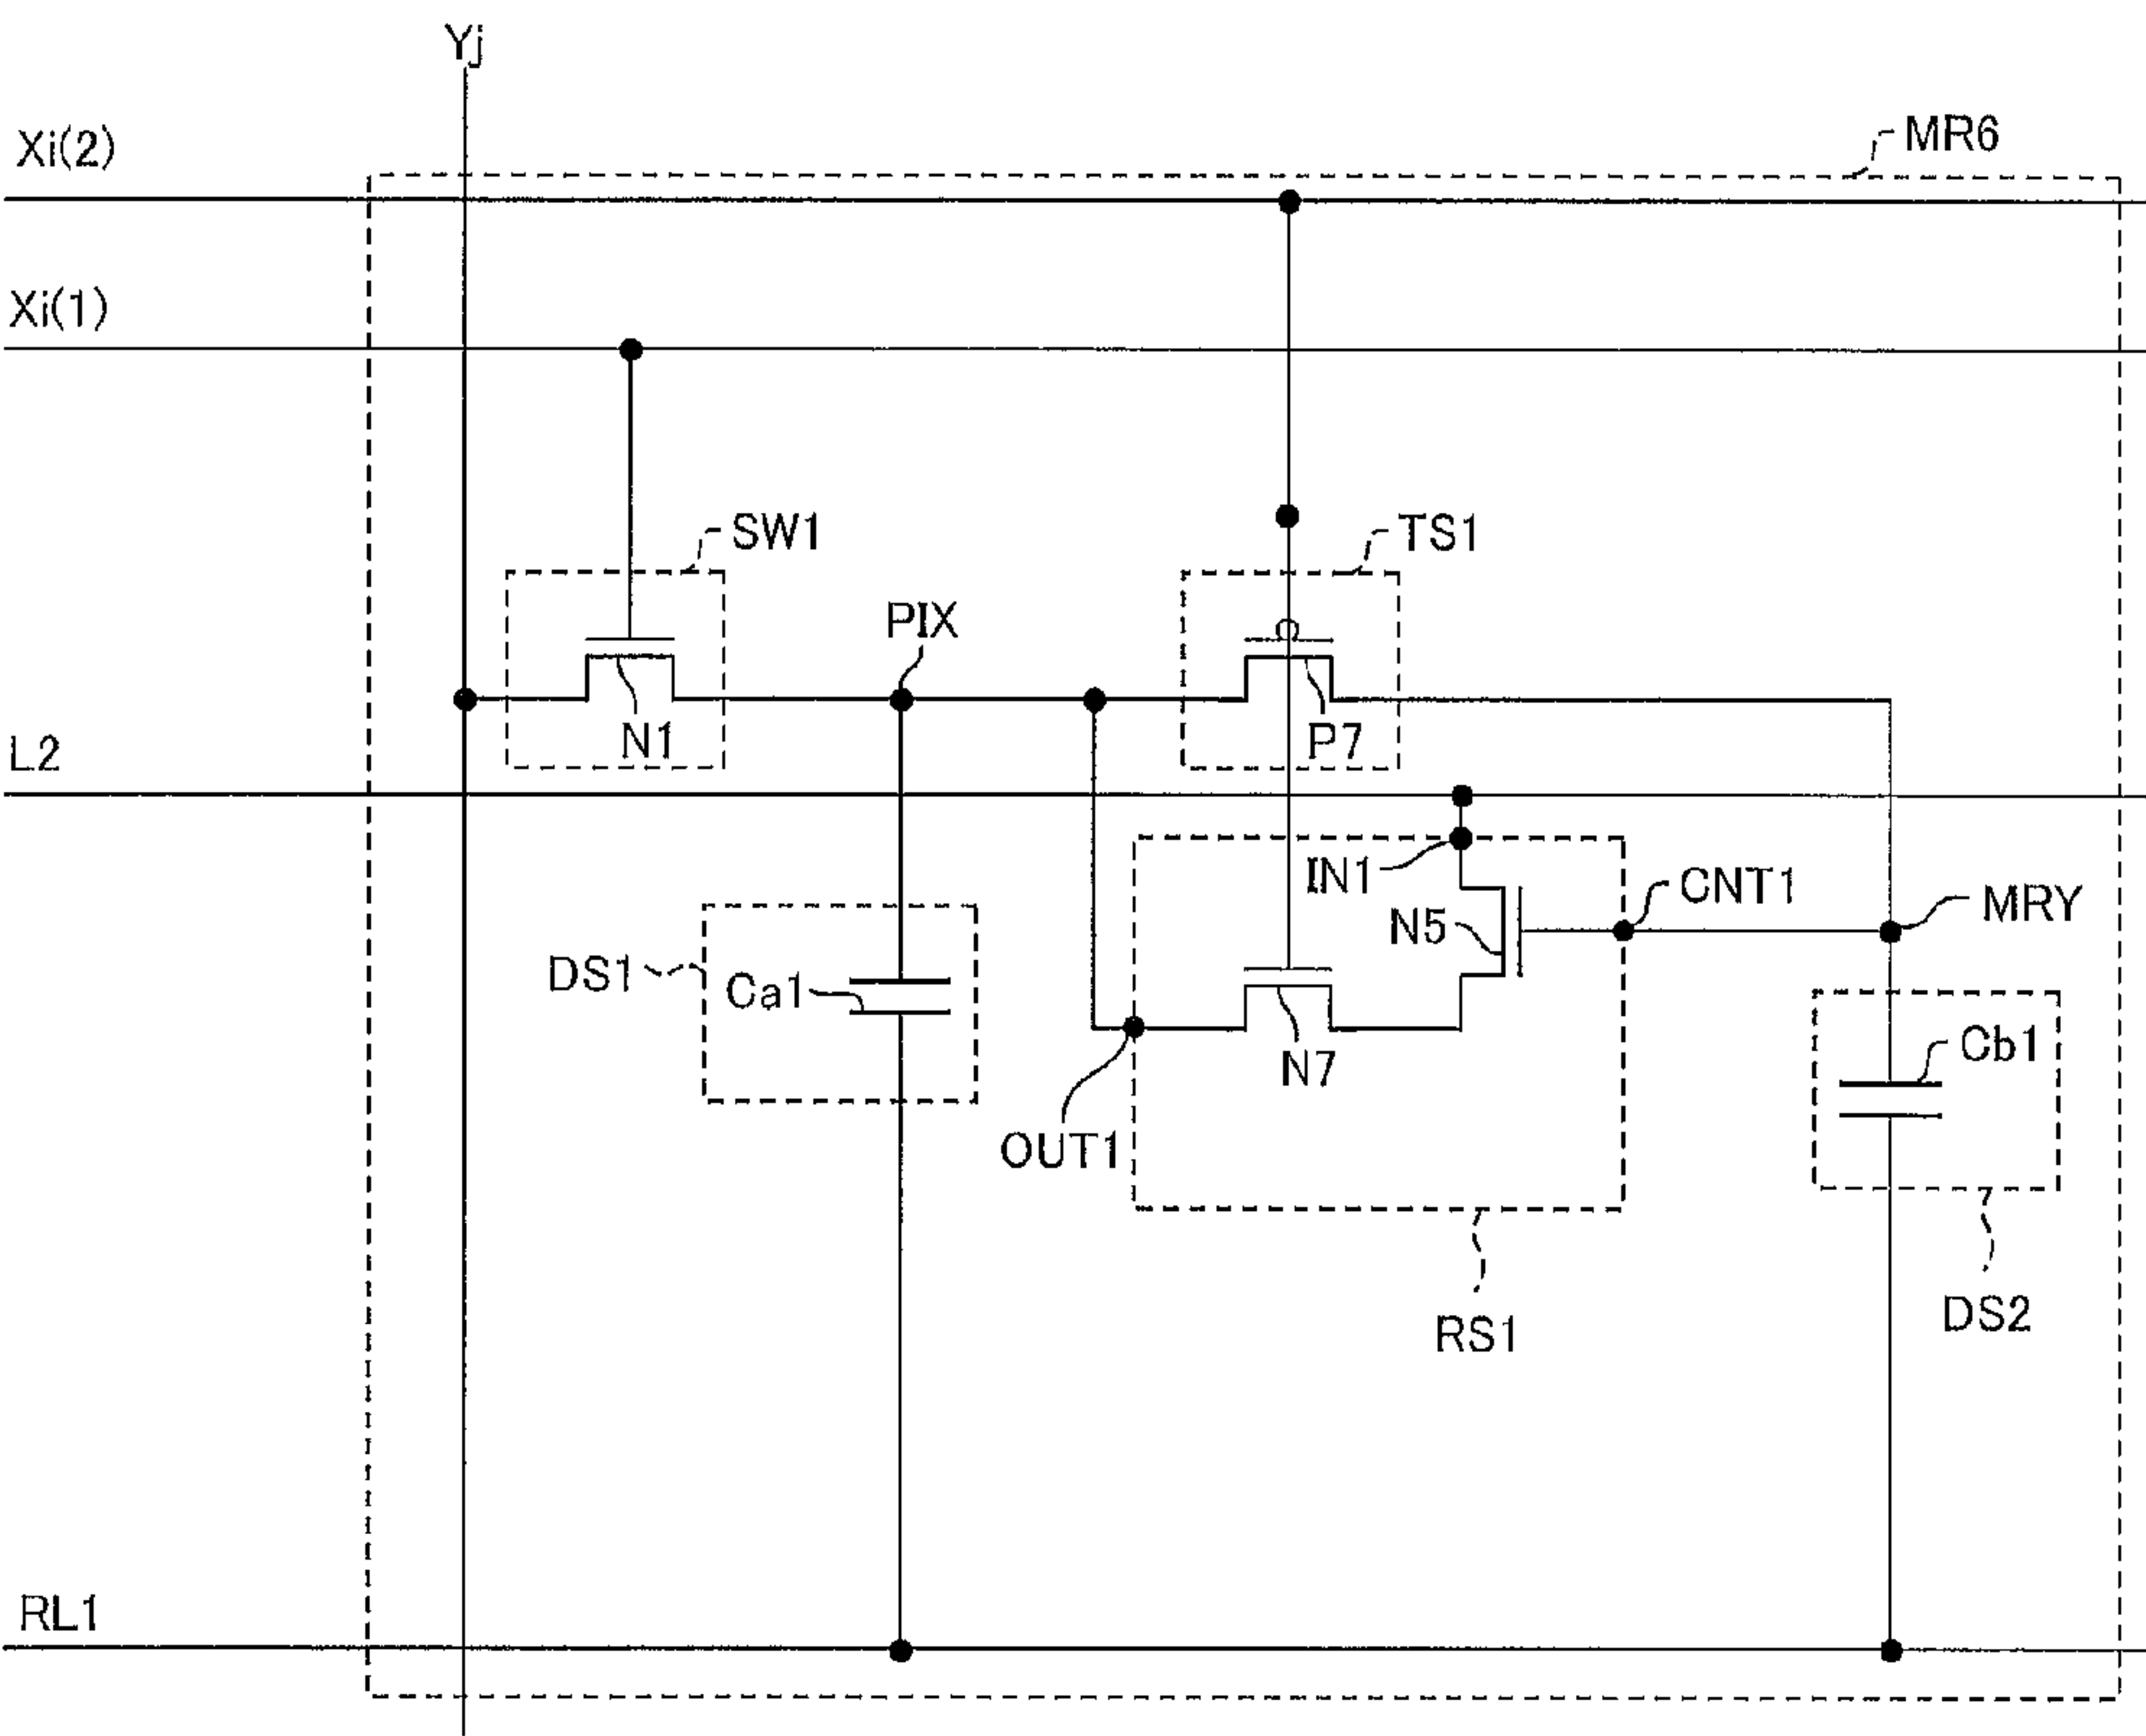 Yj
Xi(2)
MR6
Xi(1)
SW1
TS1
PIX
N1
P7
L2
IN1
CNT1
MRY
N5
DS1
Ca1
Cb1
N7
OUT1
DS2
RS1
RL1